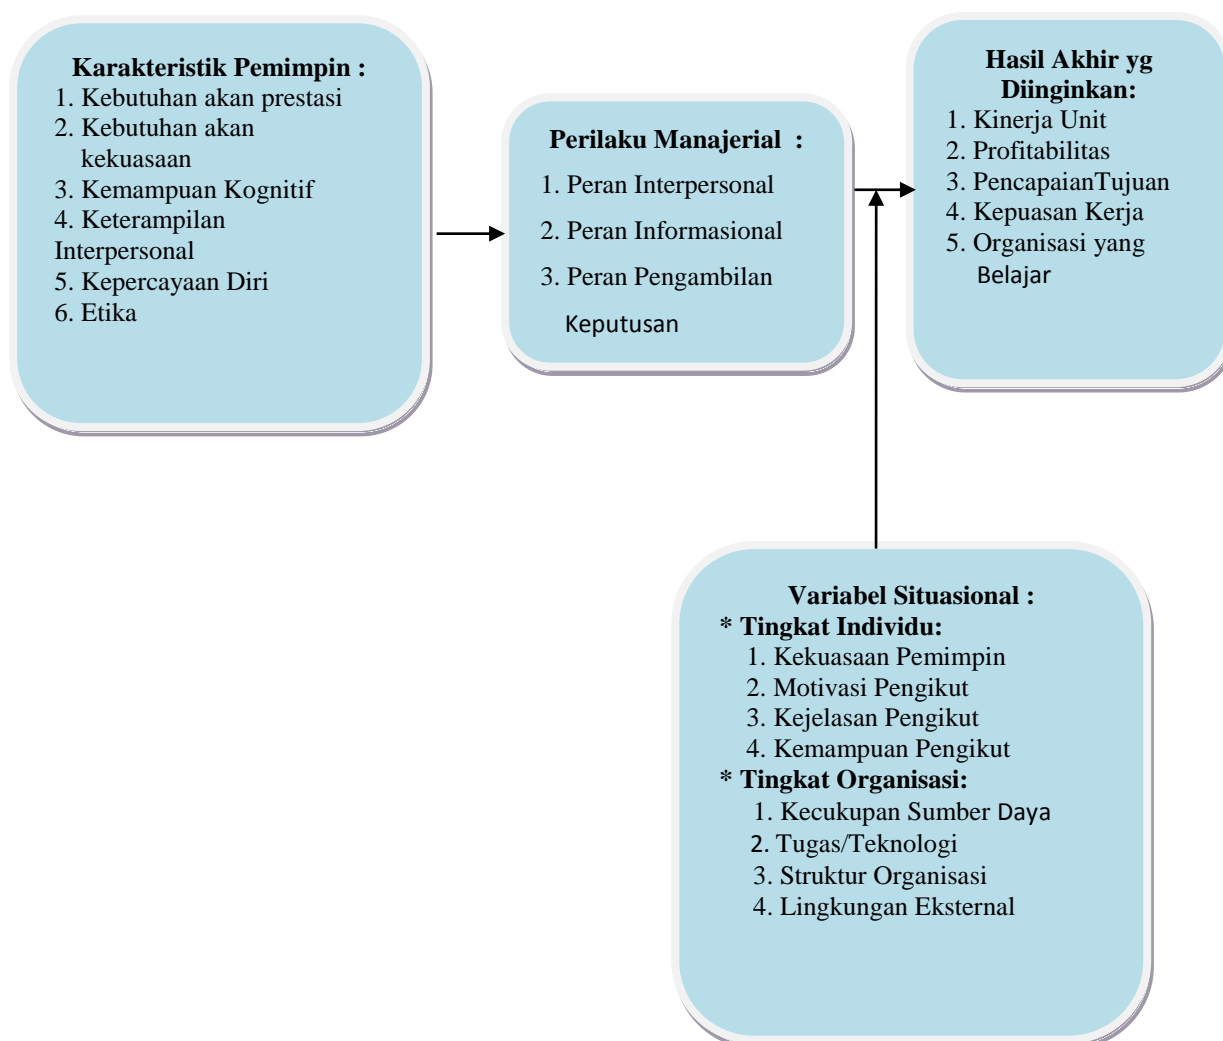 Karakteristik Pemimpin :
1. Kebutuhan akan prestasi
2. Kebutuhan akan
kekuasaan
3. Kemampuan Kognitif
4. Keterampilan
Interpersonal
5. Kepercayaan Diri
6. Etika
Perilaku Manajerial :
1. Peran Interpersonal
2. Peran Informasional
3. Peran Pengambilan
Keputusan
Hasil Akhir yg
Diinginkan:
1. Kinerja Unit
2. Profitabilitas
3. PencapaianTujuan
4. Kepuasan Kerja
5. Organisasi yang
Belajar
Variabel Situasional :
* Tingkat Individu:
1. Kekuasaan Pemimpin
2. Motivasi Pengikut
3. Kejelasan Pengikut
4. Kemampuan Pengikut
* Tingkat Organisasi:
1. Kecukupan Sumber Daya
2. Tugas/Teknologi
3. Struktur Organisasi
4. Lingkungan Eksternal